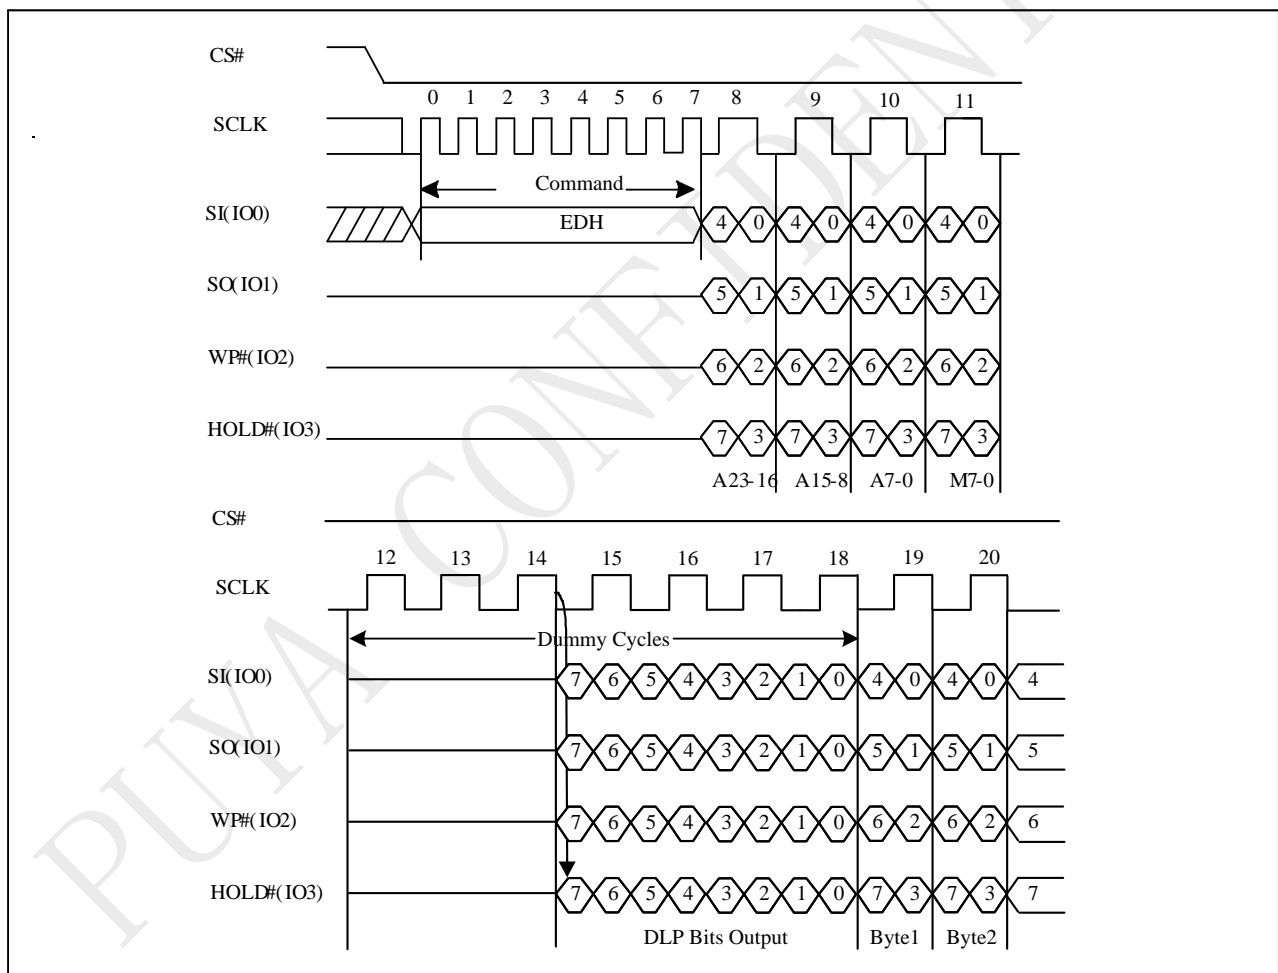 CS#
0 1 2 3 4 5 6 7 8 9 10 11
SCLK
Command
SI(IO0)
EDH
4 0 4 0 4 0 4 0
SO(IO1)
5 1 5 1 5 1 5 1
WP#(IO2)
6 2 6 2 6 2 6 2
HOLD#(IO3)
7 3 7 3 7 3 7 3
A23-16 A15-8 A7-0 M7-0
CS#
12 13 14 15 16 17 18 19 20
SCLK
Dummy Cycles
SI(IO0)
7 6 5 4 3 2 1 0 4 0 4 0 4
SO(IO1)
7 6 5 4 3 2 1 0 5 1 5 1 5
WP#(IO2)
7 6 5 4 3 2 1 0 6 2 6 2 6
HOLD#(IO3)
7 6 5 4 3 2 1 0 7 3 7 3 7
DLP Bits Output Byte1 Byte2
PUYA CONFIDENT